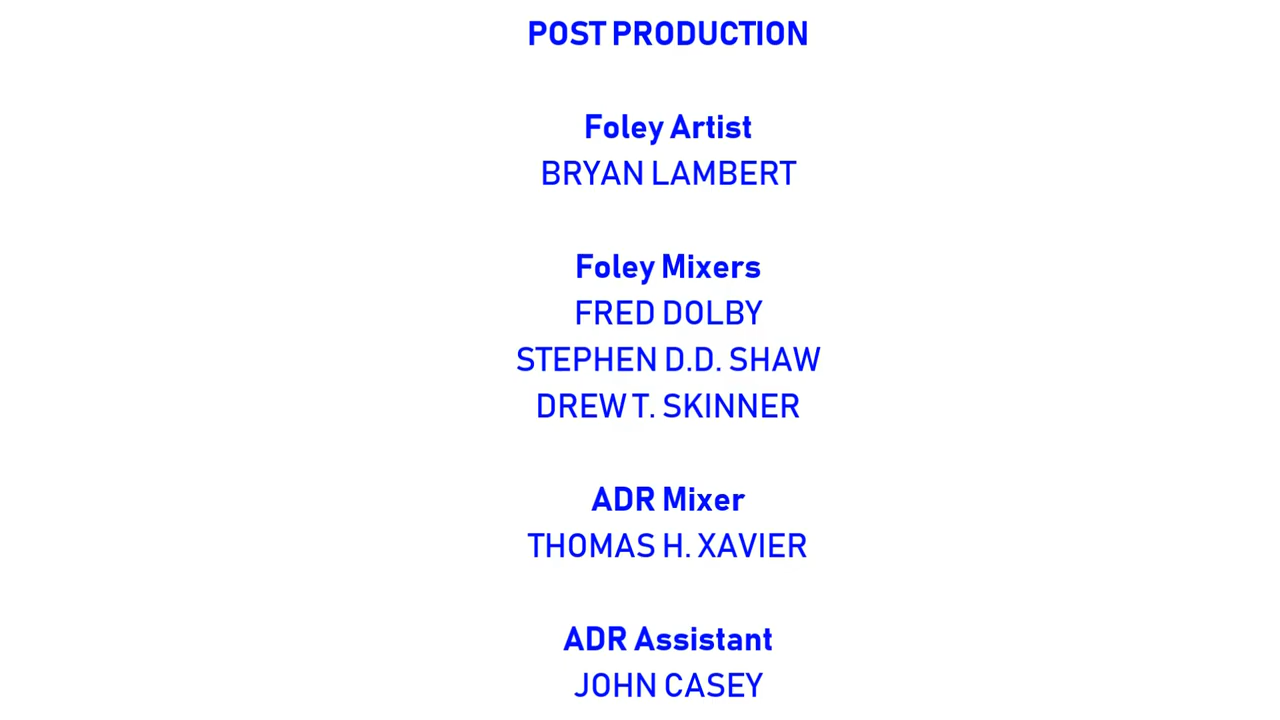 POST PRODUCTION
Foley Artist
BRYAN LAMBERT
Foley Mixers
FRED DOLBY
STEPHEN D.D. SHAW
DREW T. SKINNER
ADR Mixer
THOMAS H. XAVIER
ADR Assistant
JOHN CASEY